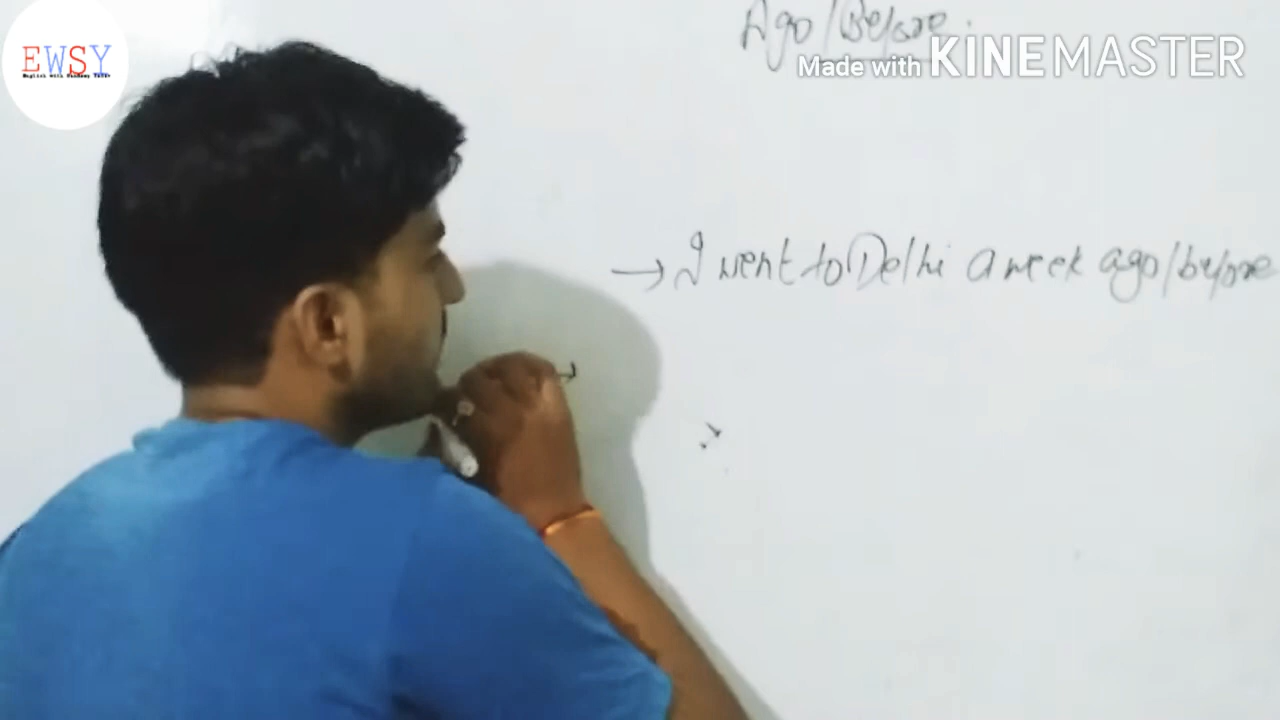 EWSY
Ago/Before.
Made with KINEMASTER
→ I went to Delhi a week ago/before